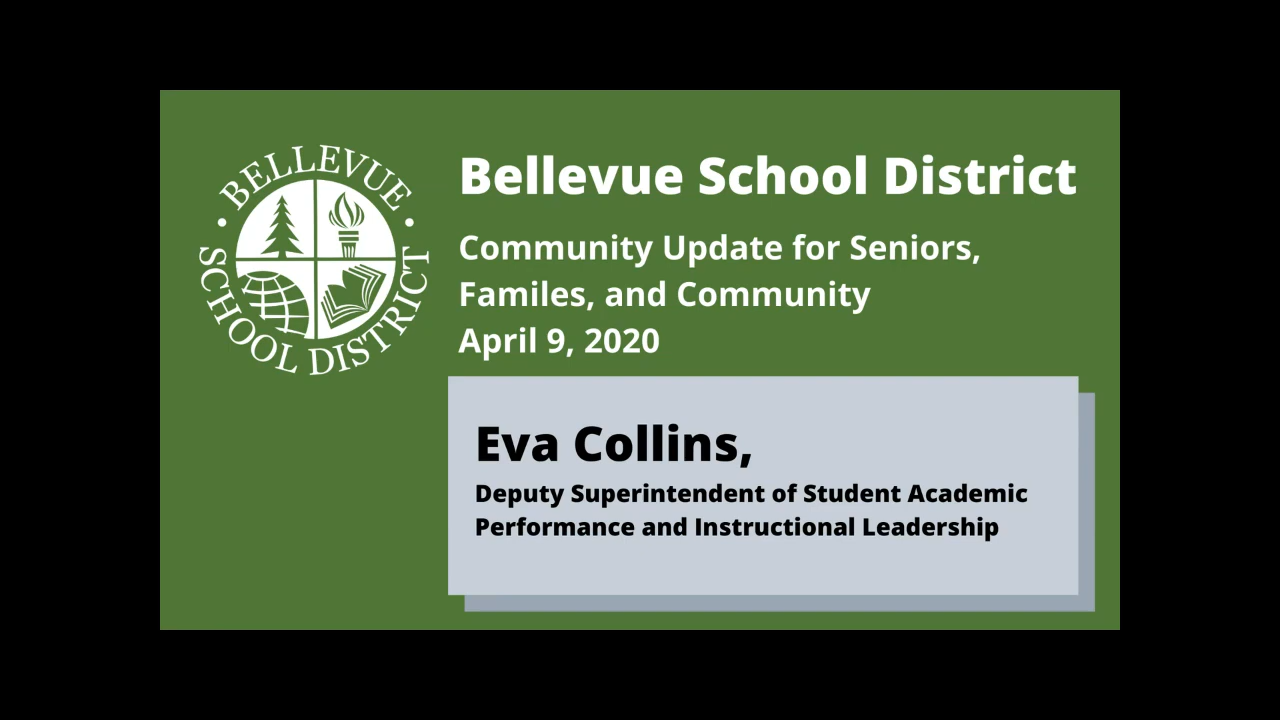 BELLEVUE
SCHOOL DISTRICT
Bellevue School District
Community Update for Seniors,
Familes, and Community
April 9, 2020
Eva Collins,
Deputy Superintendent of Student Academic
Performance and Instructional Leadership